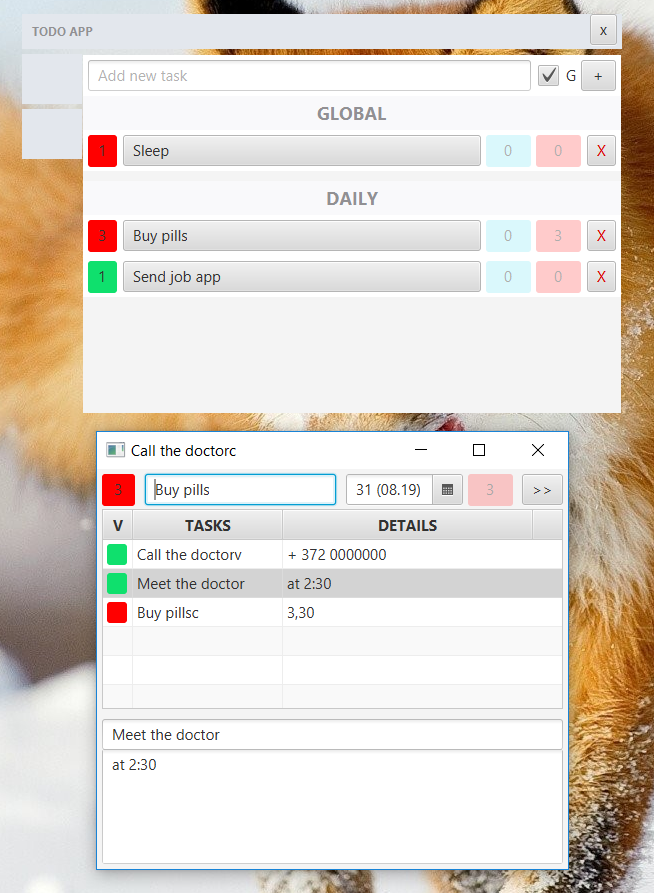 TODO APP x
Add new task G +
GLOBAL
1 Sleep 0 0 X
DAILY
3 Buy pills 0 3 X
1 Send job app 0 0 X
Call the doctorc
3 Buy pills 31 (08.19) 3 >>
V TASKS DETAILS
Call the doctorv + 372 0000000
Meet the doctor at 2:30
Buy pillsc 3,30
Meet the doctor
at 2:30